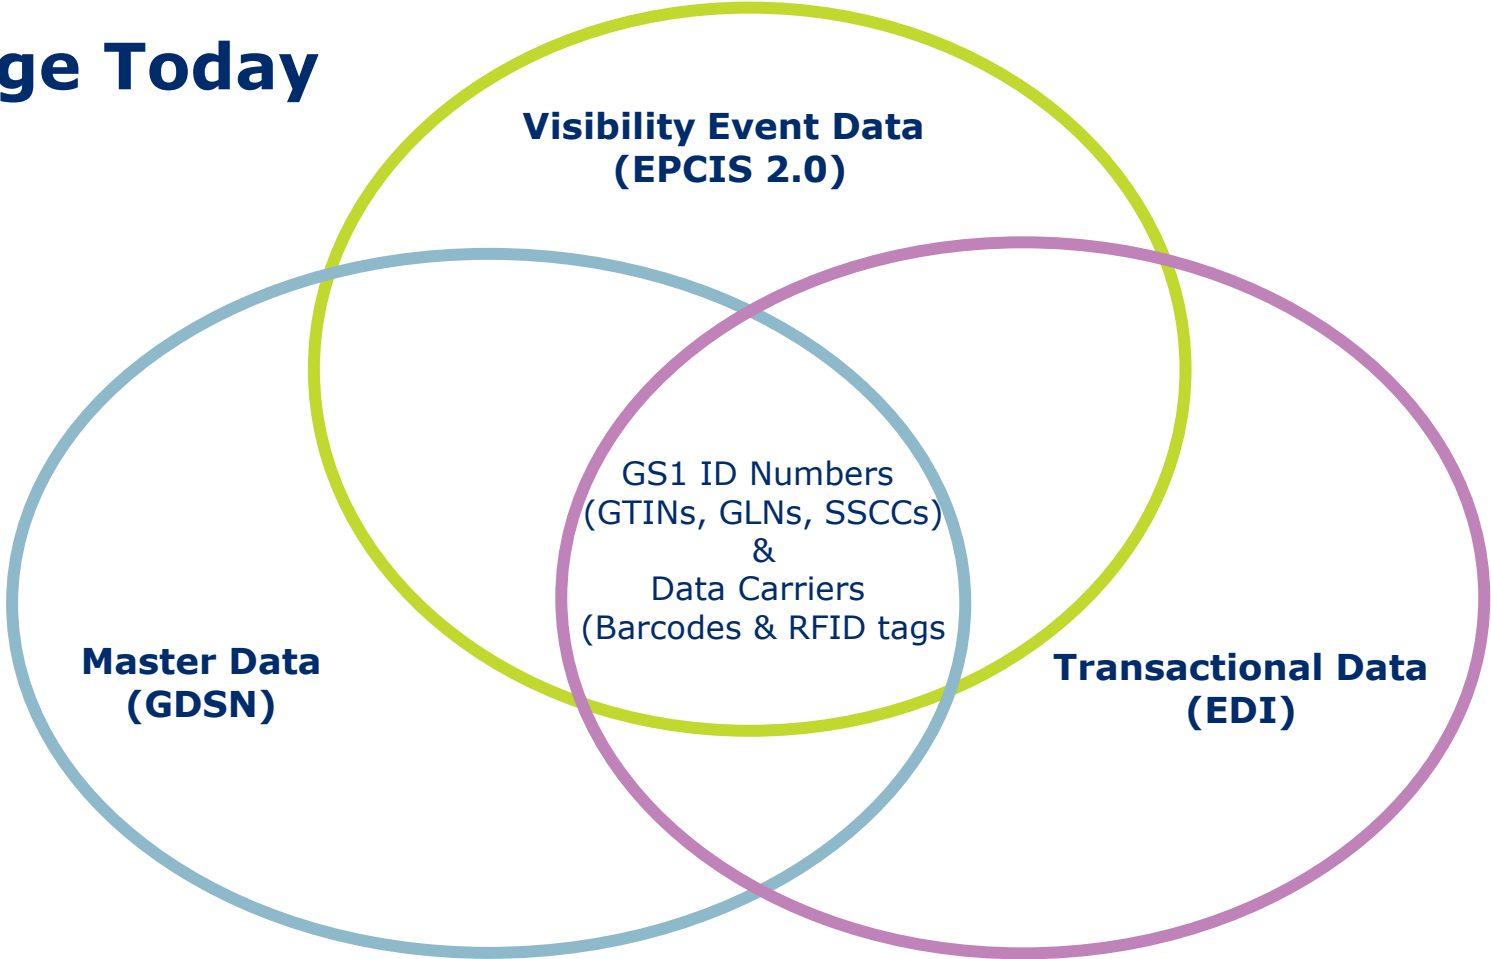 ge Today
Visibility Event Data
(EPCIS 2.0)
GS1 ID Numbers
(GTINs, GLNs, SSCCs)
&
Data Carriers
(Barcodes & RFID tags
Master Data
(GDSN)
Transactional Data
(EDI)